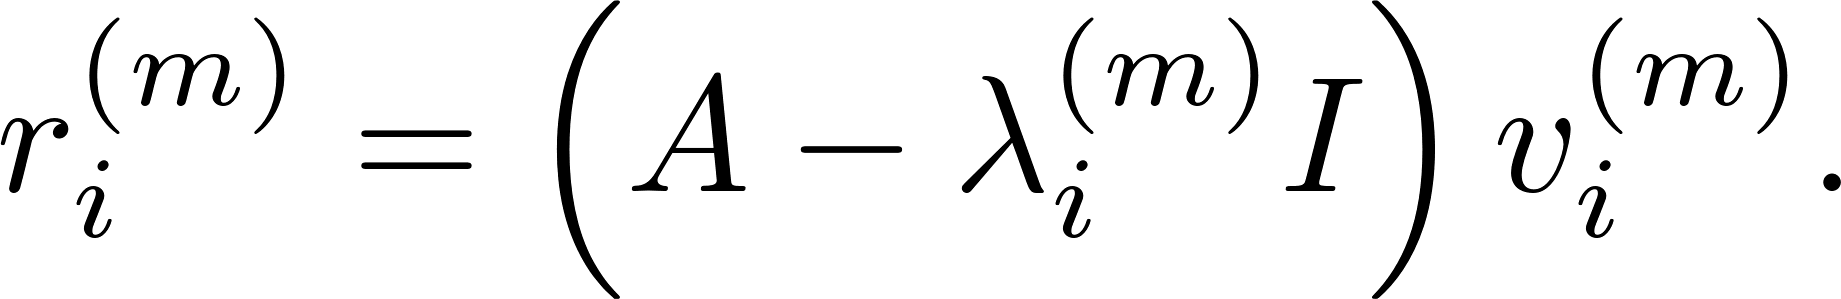 r_i^{(m)} = \left( A - \lambda_i^{(m)} I \right) v_i^{(m)}.